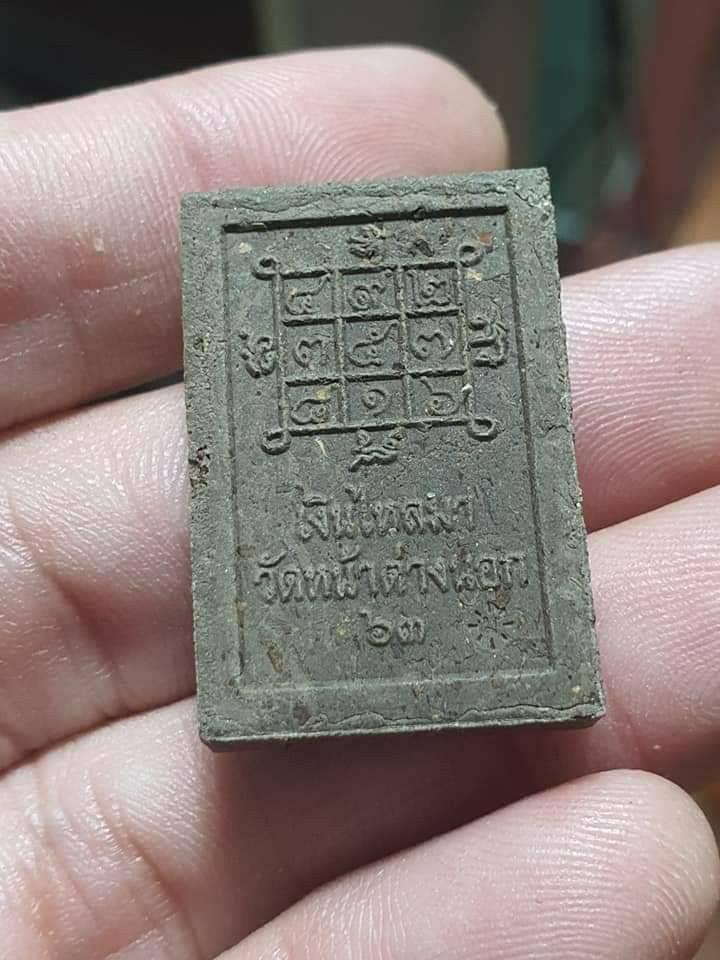 ๔ ๙ ๒
๓ ๕ ๗
๘ ๑ ๖
เงินไหลมา
วัดหน้าต่างนอก
๖๓